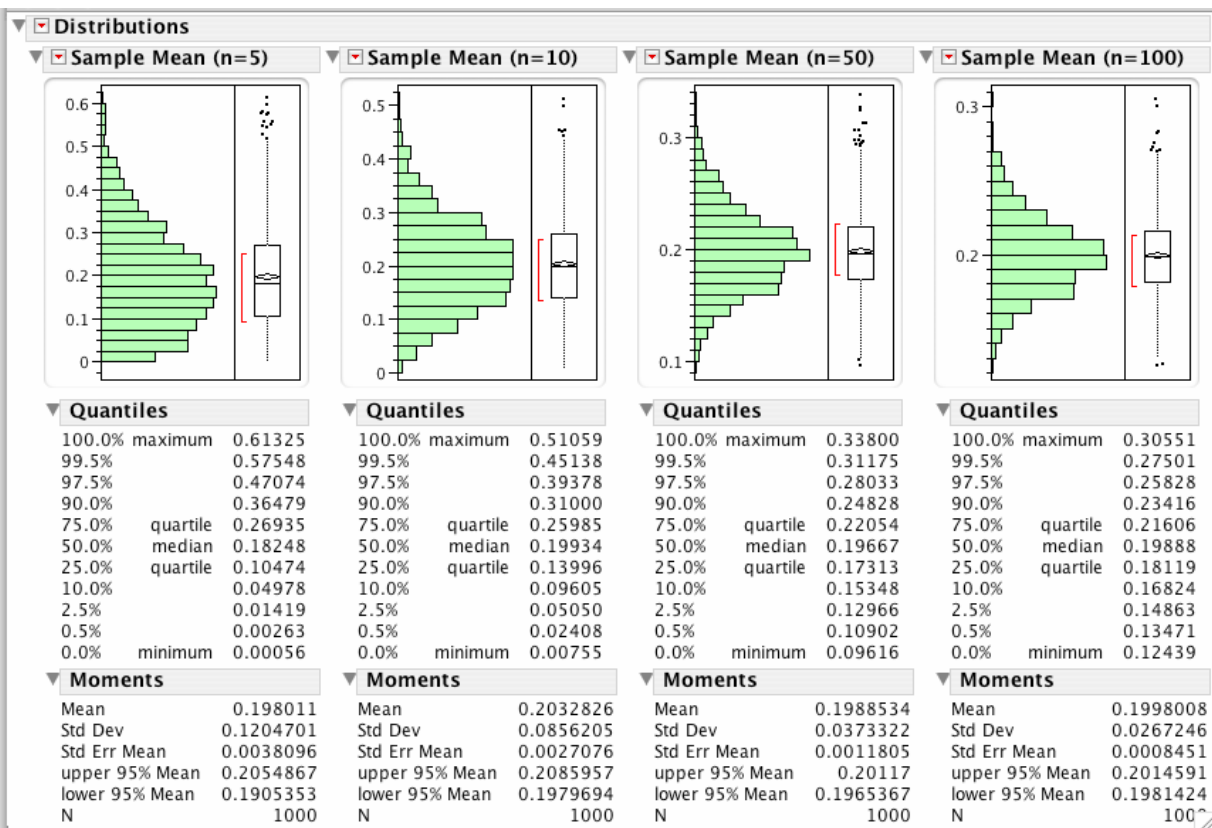 Distributions
Sample Mean (n=5) Sample Mean (n=10) Sample Mean (n=50) Sample Mean (n=100)
0.6
0.5
0.4
0.3
0.2
0.1
0
0.5
0.4
0.3
0.2
0.1
0
0.3
0.2
0.1
0.3
0.2
Quantiles
100.0% maximum 0.61325
99.5% 0.57548
97.5% 0.47074
90.0% 0.36479
75.0% quartile 0.26935
50.0% median 0.18248
25.0% quartile 0.10474
10.0% 0.04978
2.5% 0.01419
0.5% 0.00263
0.0% minimum 0.00056
Moments
Mean 0.198011
Std Dev 0.1204701
Std Err Mean 0.0038096
upper 95% Mean 0.2054867
lower 95% Mean 0.1905353
N 1000
Quantiles
100.0% maximum 0.51059
99.5% 0.45138
97.5% 0.39378
90.0% 0.31000
75.0% quartile 0.25985
50.0% median 0.19934
25.0% quartile 0.13996
10.0% 0.09605
2.5% 0.05050
0.5% 0.02408
0.0% minimum 0.00755
Moments
Mean 0.2032826
Std Dev 0.0856205
Std Err Mean 0.0027076
upper 95% Mean 0.2085957
lower 95% Mean 0.1979694
N 1000
Quantiles
100.0% maximum 0.33800
99.5% 0.31175
97.5% 0.28033
90.0% 0.24828
75.0% quartile 0.22054
50.0% median 0.19667
25.0% quartile 0.17313
10.0% 0.15348
2.5% 0.12966
0.5% 0.10902
0.0% minimum 0.09616
Moments
Mean 0.1988534
Std Dev 0.0373322
Std Err Mean 0.0011805
upper 95% Mean 0.20117
lower 95% Mean 0.1965367
N 1000
Quantiles
100.0% maximum 0.30551
99.5% 0.27501
97.5% 0.25828
90.0% 0.23416
75.0% quartile 0.21606
50.0% median 0.19888
25.0% quartile 0.18119
10.0% 0.16824
2.5% 0.14863
0.5% 0.13471
0.0% minimum 0.12439
Moments
Mean 0.1998008
Std Dev 0.0267246
Std Err Mean 0.0008451
upper 95% Mean 0.2014591
lower 95% Mean 0.1981424
N